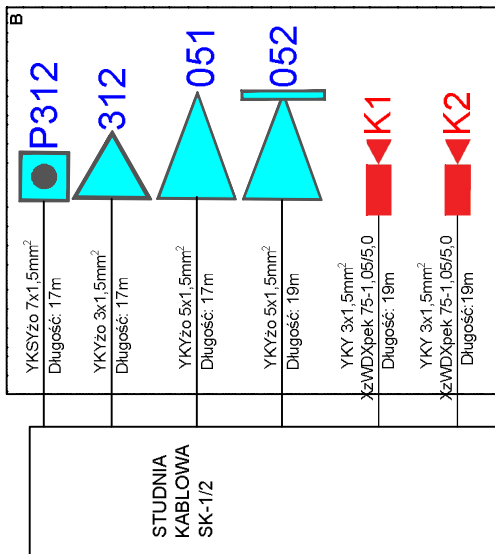 B
P312
312
051
052
K1
K2
YKSYżo 7x1,5mm²
Długość: 17m
YKYżo 3x1,5mm²
Długość: 17m
YKYżo 5x1,5mm²
Długość: 17m
YKYżo 5x1,5mm²
Długość: 19m
YKY 3x1,5mm²
XzWDXpek 75-1,05/5,0
Długość: 19m
YKY 3x1,5mm²
XzWDXpek 75-1,05/5,0
Długość:19m
STUDNIA
KABLOWA
SK-1/2